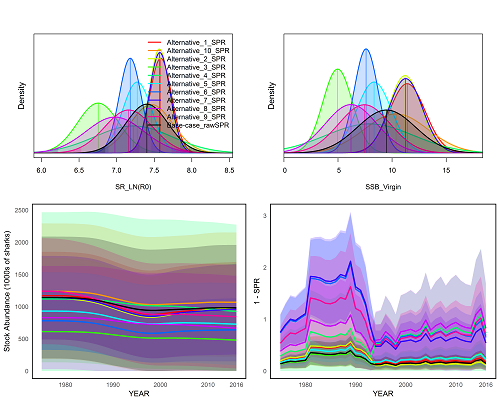 Density
Alternative_1_SPR
Alternative_10_SPR
Alternative_2_SPR
Alternative_3_SPR
Alternative_4_SPR
Alternative_5_SPR
Alternative_6_SPR
Alternative_7_SPR
Alternative_8_SPR
Alternative_9_SPR
Base-case_rawSPR
6.0 6.5 7.0 7.5 8.0 8.5
SR_LN(R0)
Density
0 5 10 15
SSB_Virgin
Stock Abundance (1000s of sharks)
2500
2000
1500
1000
500
0
1980 1990 2000 2010 2016
YEAR
1 - SPR
3
2
1
0
1980 1990 2000 2010 2016
YEAR